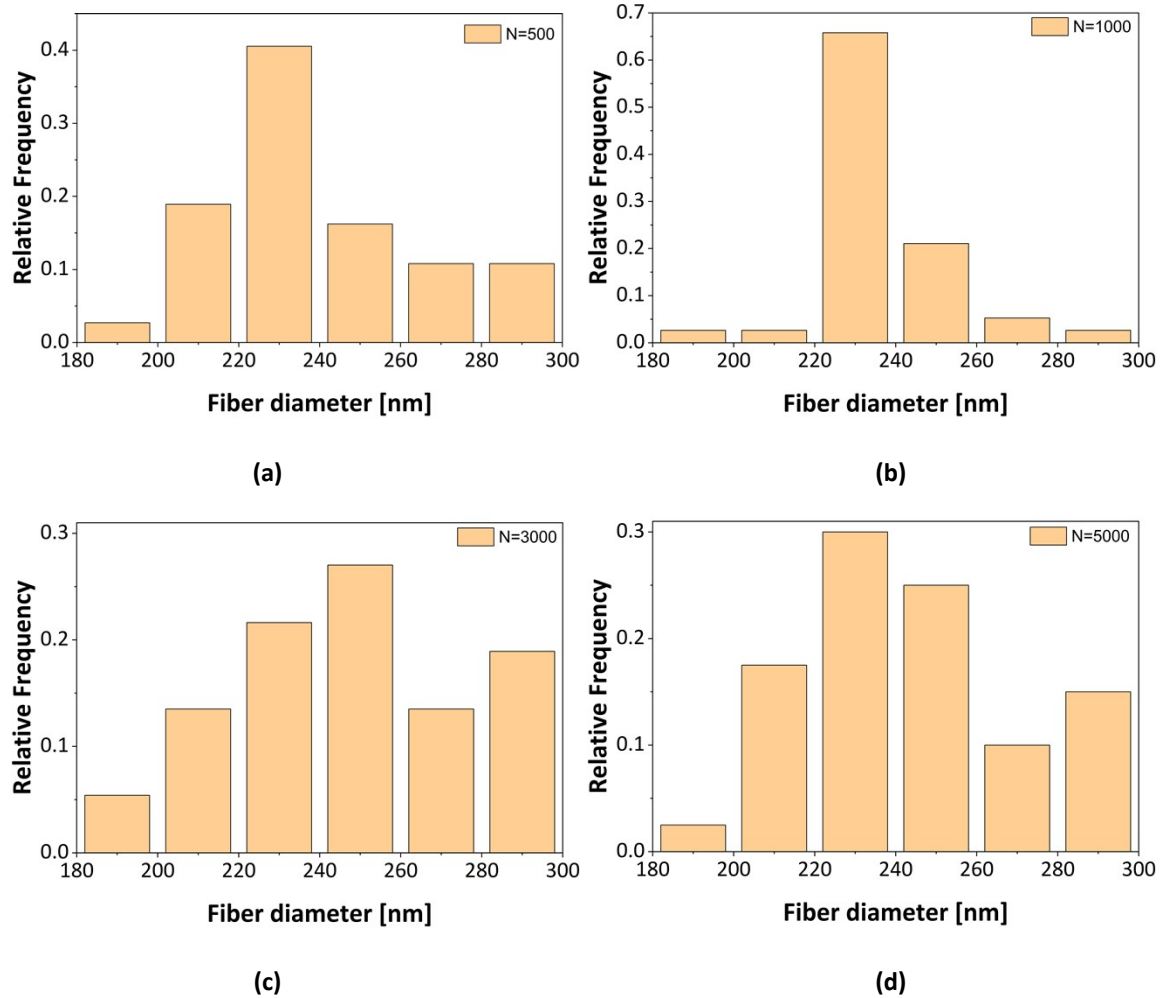 N=500
Relative Frequency
0.4
0.3
0.2
0.1
0.0
180 200 220 240 260 280 300
Fiber diameter [nm]
(a)
N=1000
Relative Frequency
0.7
0.6
0.5
0.4
0.3
0.2
0.1
0.0
180 200 220 240 260 280 300
Fiber diameter [nm]
(b)
N=3000
Relative Frequency
0.3
0.2
0.1
0.0
180 200 220 240 260 280 300
Fiber diameter [nm]
(c)
N=5000
Relative Frequency
0.3
0.2
0.1
0.0
180 200 220 240 260 280 300
Fiber diameter [nm]
(d)